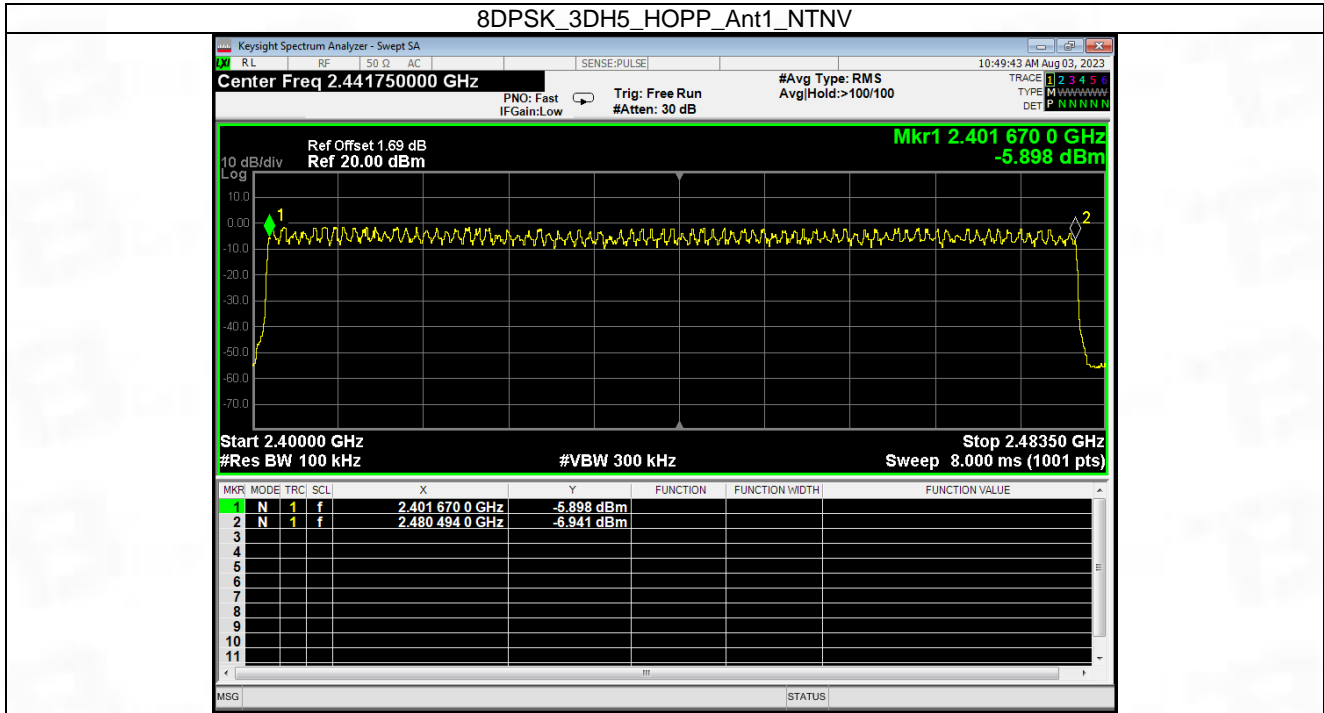 8DPSK_3DH5_HOPP_Ant1_NTNV
Keysight Spectrum Analyzer - Swept SA
LXI RL RF 50 Ω AC SENSE:PULSE 10:49:43 AM Aug 03, 2023
Center Freq 2.441750000 GHz #Avg Type: RMS TRACE 1 2 3 4 5 6
PNO: Fast Trig: Free Run Avg|Hold:>100/100 TYPE M WWWWW
IFGain:Low #Atten: 30 dB DET P N N N N N
Mkr1 2.401 670 0 GHz
Ref Offset 1.69 dB
10 dB/div Ref 20.00 dBm -5.898 dBm
Log
10.0
1
0.00
2
-10.0
-20.0
-30.0
-40.0
-50.0
-60.0
-70.0
Start 2.40000 GHz Stop 2.48350 GHz
#Res BW 100 kHz #VBW 300 kHz Sweep 8.000 ms (1001 pts)
MKR MODE TRC SCL X Y FUNCTION FUNCTION WIDTH FUNCTION VALUE
1 N 1 f 2.401 670 0 GHz -5.898 dBm
2 N 1 f 2.480 494 0 GHz -6.941 dBm
3
4
5
6
7
8
9
10
11
MSG STATUS